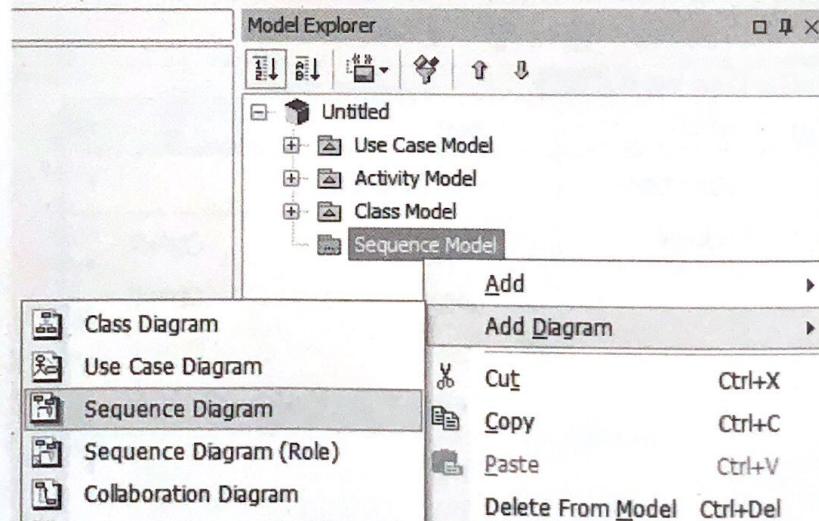 Model Explorer
Untitled
Use Case Model
Activity Model
Class Model
Sequence Model
Add
Add Diagram
Cut Ctrl+X
Copy Ctrl+C
Paste Ctrl+V
Delete From Model Ctrl+Del
Class Diagram
Use Case Diagram
Sequence Diagram
Sequence Diagram (Role)
Collaboration Diagram